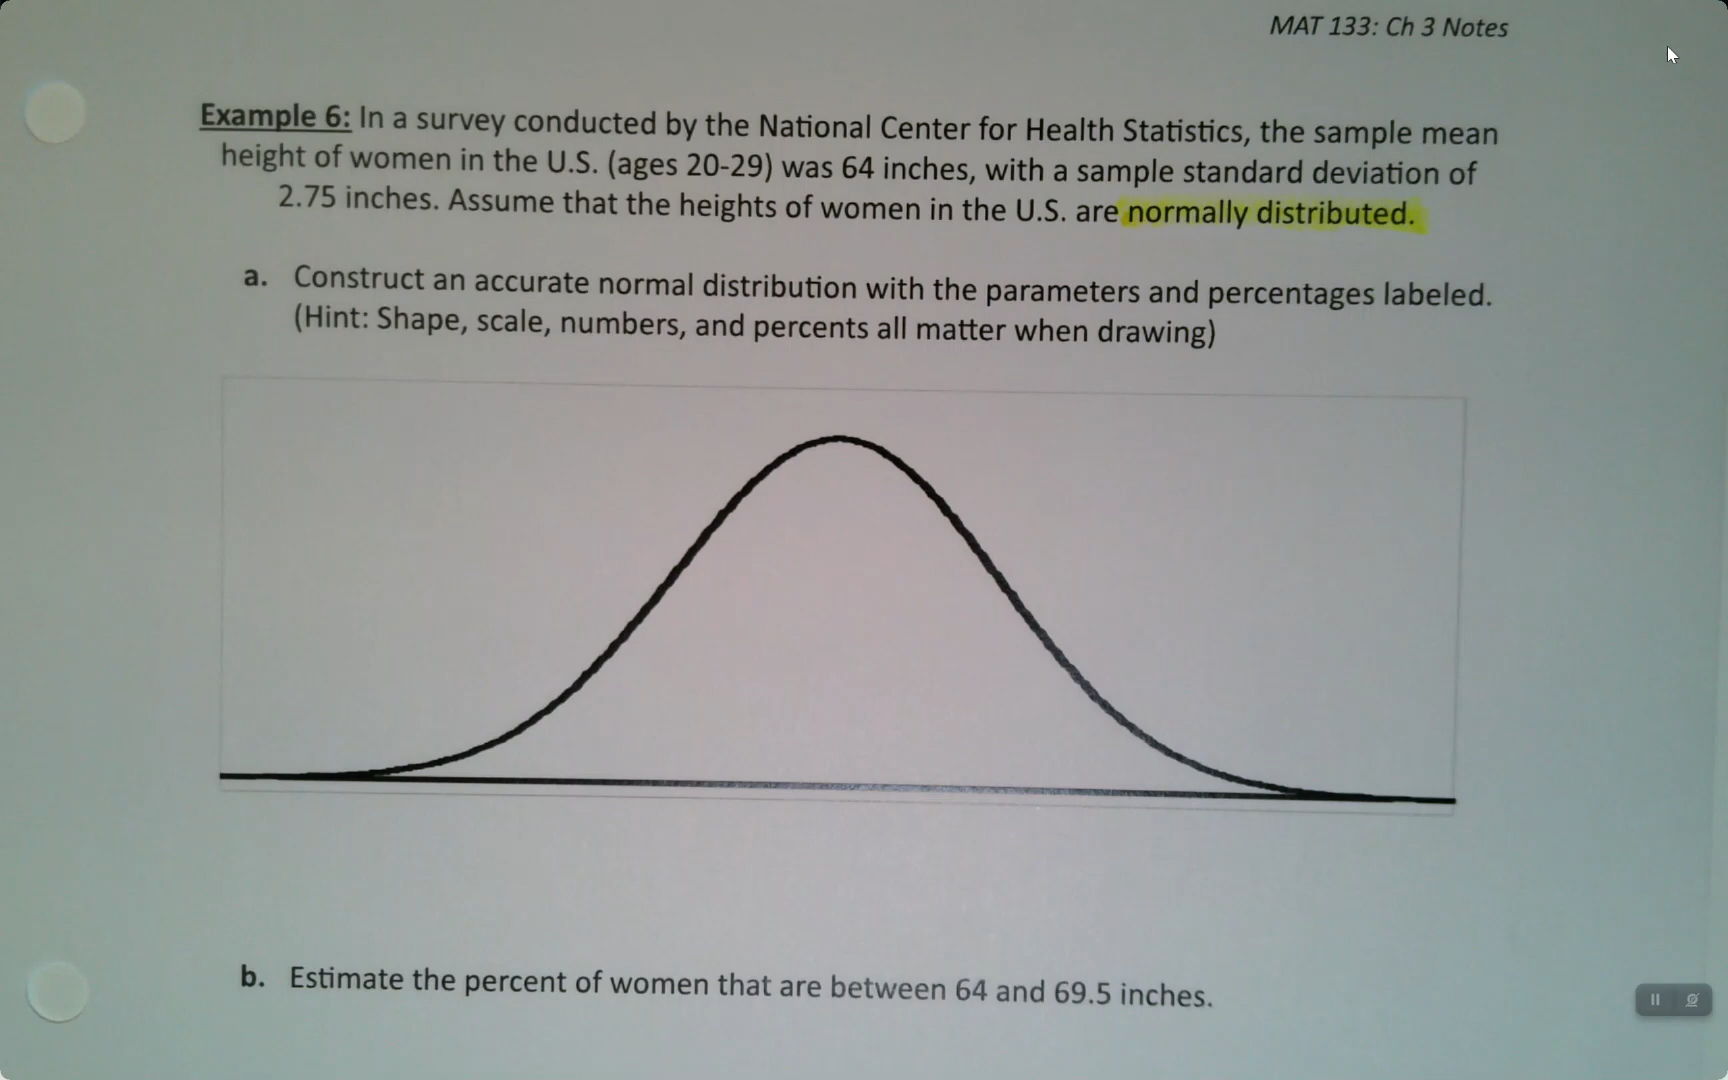 MAT 133: Ch 3 Notes
Example 6: In a survey conducted by the National Center for Health Statistics, the sample mean
height of women in the U.S. (ages 20-29) was 64 inches, with a sample standard deviation of
2.75 inches. Assume that the heights of women in the U.S. are normally distributed.
a. Construct an accurate normal distribution with the parameters and percentages labeled.
(Hint: Shape, scale, numbers, and percents all matter when drawing)
b. Estimate the percent of women that are between 64 and 69.5 inches.